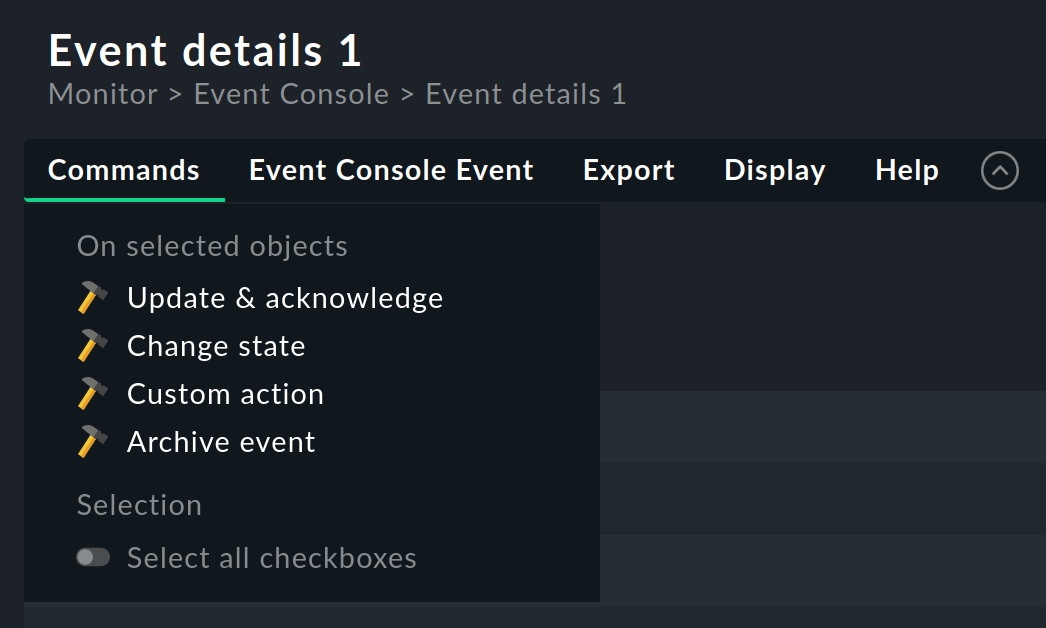 Event details 1
Monitor > Event Console > Event details 1
Commands Event Console Event Export Display Help
On selected objects
Update & acknowledge
Change state
Custom action
Archive event
Selection
Select all checkboxes